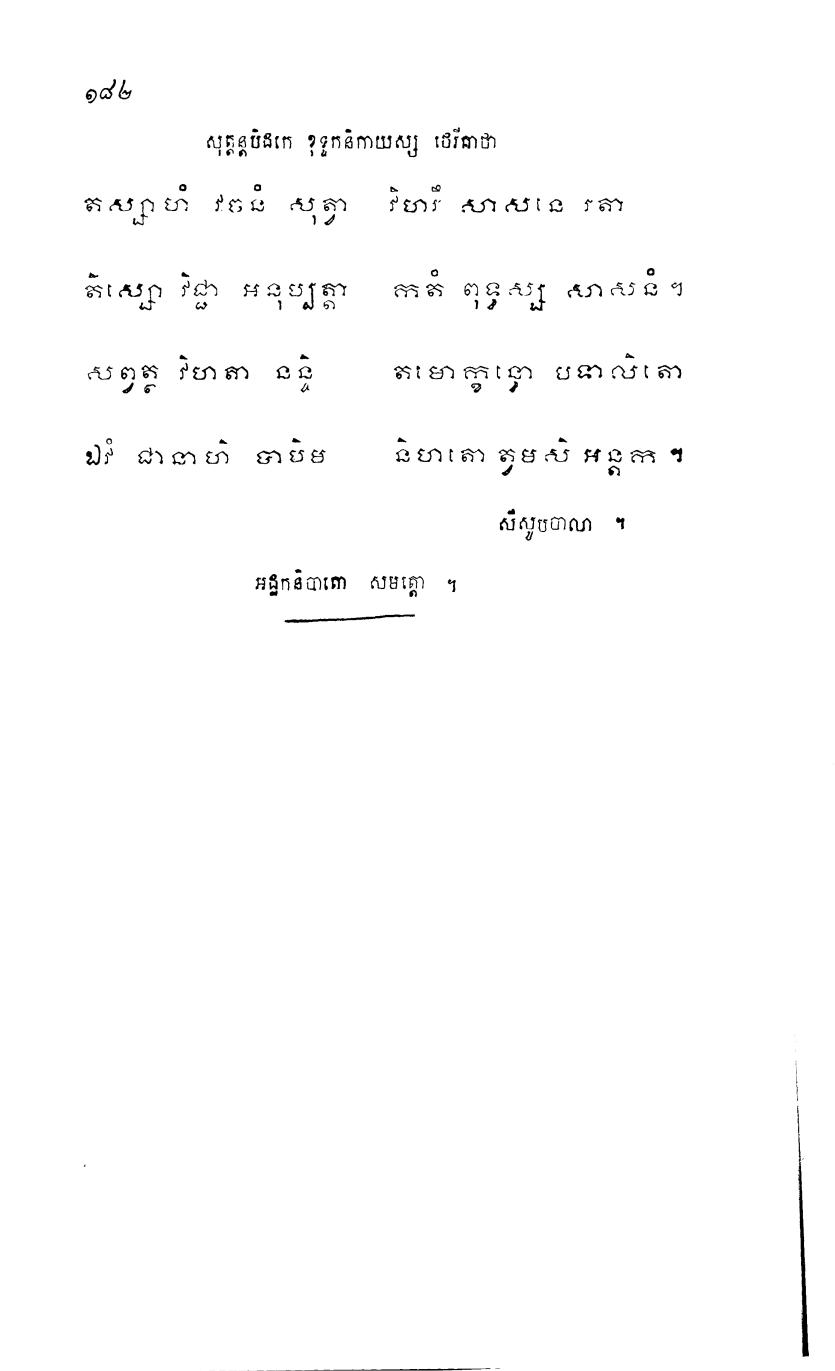 ១៨២
សុត្តន្តបិដកេ ខុទ្ទកនិកាយស្ស ថេរីគាថា
តស្សាហំ វចនំ សុត្វា វិហរឹ សាសនេ រតា
តិស្សោ វិជ្ជា អនុប្បត្តា កតំ ពុទ្ធស្ស សាសនំ។
សព្វត្ថ វិហតា នន្ទិ តមោក្ខន្ធោ បទាលិតោ
ឯវំ ជានាហិ បាបិម និហតោ ត្វមសិ អន្តក ។
សីសូបចាលា ។
អដ្ឋកនិបាតោ សមត្តោ ។